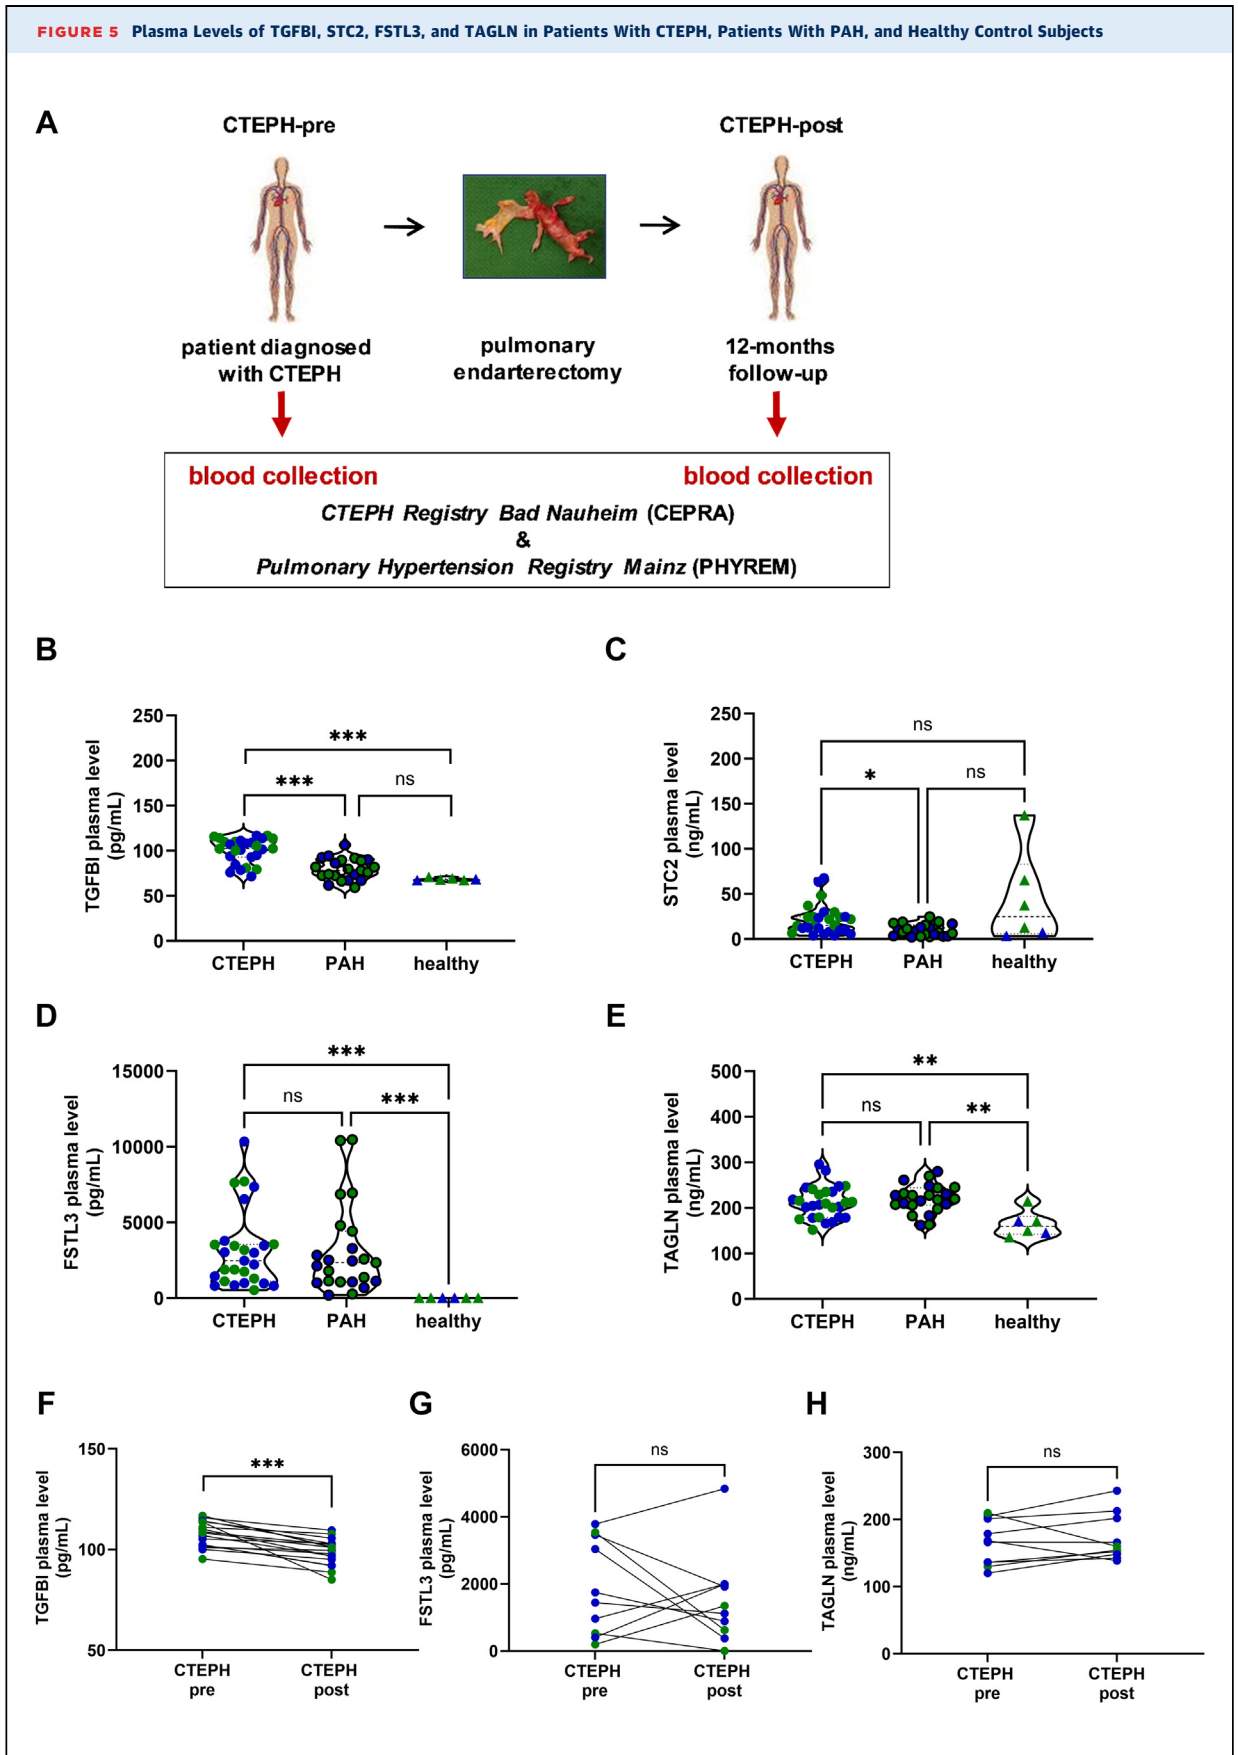 FIGURE 5 Plasma Levels of TGFBI, STC2, FSTL3, and TAGLN in Patients With CTEPH, Patients With PAH, and Healthy Control Subjects
A
CTEPH-pre
CTEPH-post
patient diagnosed
with CTEPH
pulmonary
endarterectomy
12-months
follow-up
blood collection
blood collection
CTEPH Registry Bad Nauheim (CEPRA)
&
Pulmonary Hypertension Registry Mainz (PHYREM)
B
TGFBI plasma level
(pg/mL)
250
200
150
100
50
0
***
***
ns
CTEPH
PAH
healthy
C
STC2 plasma level
(ng/mL)
250
200
150
100
50
0
ns
*
ns
CTEPH
PAH
healthy
D
FSTL3 plasma level
(pg/mL)
15000
10000
5000
0
***
ns
***
CTEPH
PAH
healthy
E
TAGLN plasma level
(ng/mL)
500
400
300
200
100
0
**
ns
**
CTEPH
PAH
healthy
F
TGFBI plasma level
(pg/mL)
150
100
50
***
CTEPH
pre
CTEPH
post
G
FSTL3 plasma level
(pg/mL)
6000
4000
2000
0
ns
CTEPH
pre
CTEPH
post
H
TAGLN plasma level
(ng/mL)
300
200
100
0
ns
CTEPH
pre
CTEPH
post